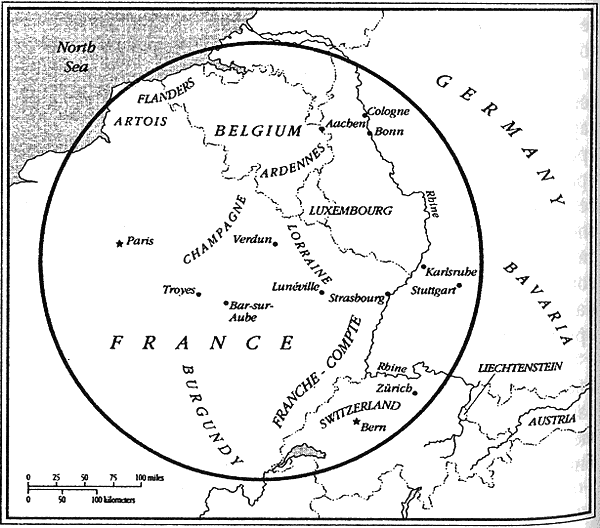 North
Sea
GERMANY
FLANDERS
ARTOIS
Cologne
BELGIUM
Aachen
Bonn
ARDENNES
Rhine
LUXEMBOURG
CHAMPAGNE
Paris
Verdun
LORRAINE
Karlsruhe
BAVARIA
Troyes
Lunéville
Strasbourg
Stuttgart
Bar-sur-
Aube
FRANCE
FRANCHE-COMPTE
BURGUNDY
Rhine
LIECHTENSTEIN
Zürich
SWITZERLAND
AUSTRIA
Bern
0 25 50 75 100 miles
0 50 100 kilometers